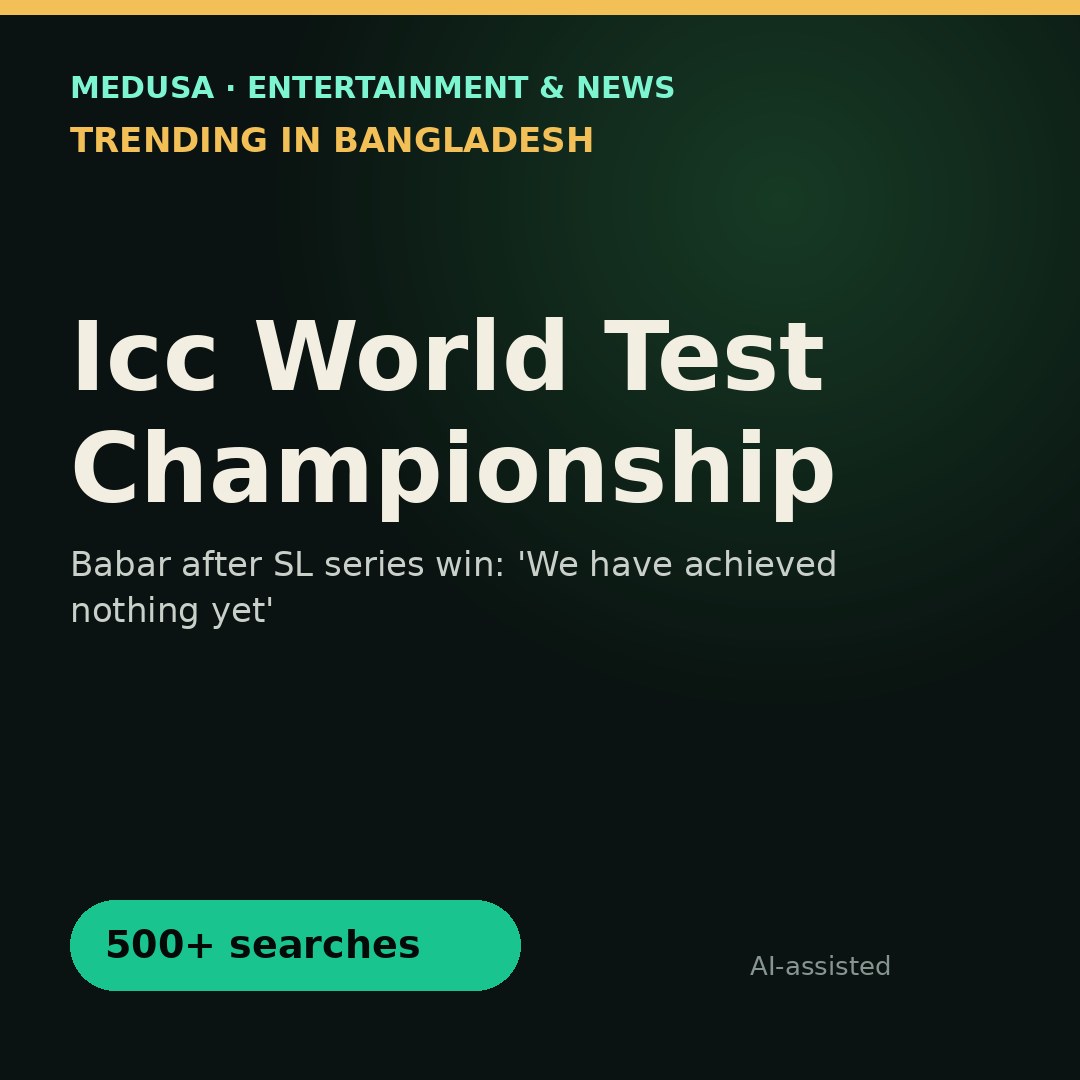 MEDUSA · ENTERTAINMENT & NEWS
TRENDING IN BANGLADESH
Icc World Test
Championship
Babar after SL series win: 'We have achieved
nothing yet'
500+ searches
AI-assisted